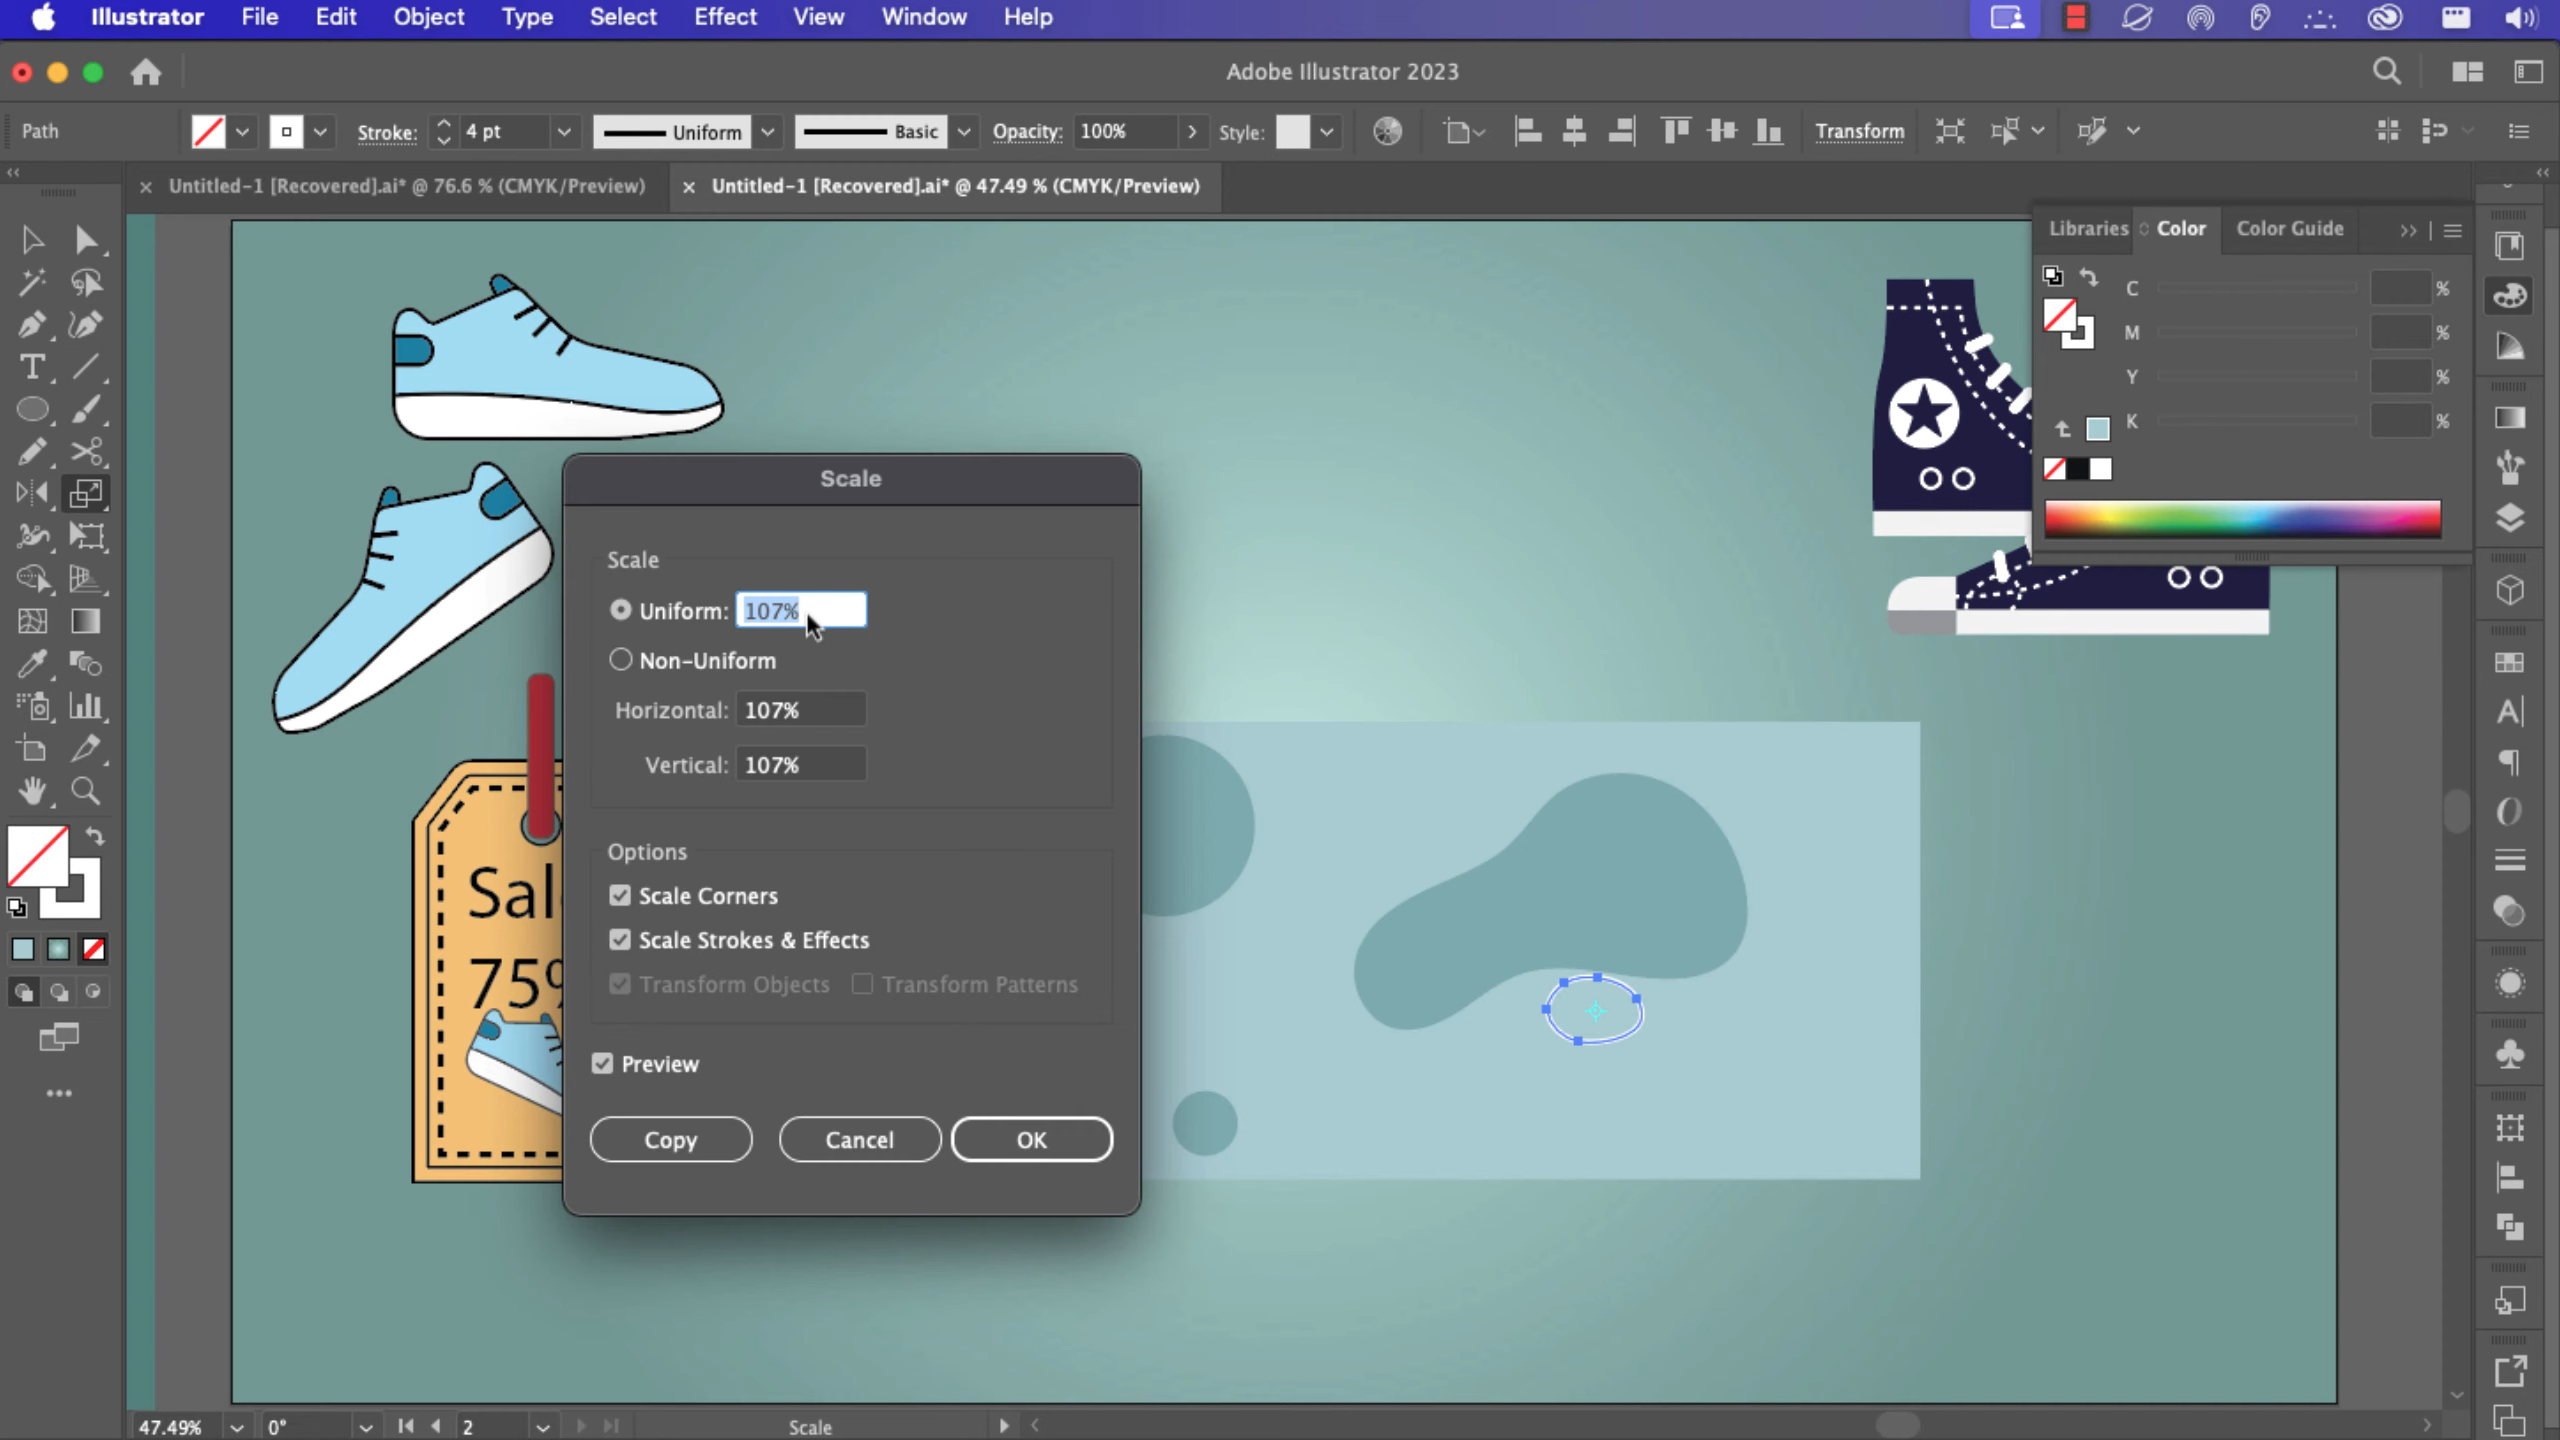 Illustrator File Edit Object Type Select Effect View Window Help
Adobe Illustrator 2023
Path Stroke: 4 pt Uniform Basic Opacity: 100% Style: Transform
Untitled-1 [Recovered].ai* @ 76.6 % (CMYK/Preview) Untitled-1 [Recovered].ai* @ 47.49 % (CMYK/Preview)
Libraries Color Color Guide
C %
M %
Y %
K %
Scale
Scale
Uniform: 107%
Non-Uniform
Horizontal: 107%
Vertical: 107%
Options
Scale Corners
Scale Strokes & Effects
Transform Objects Transform Patterns
Preview
Copy Cancel OK
75%
47.49% 0° 2 Scale